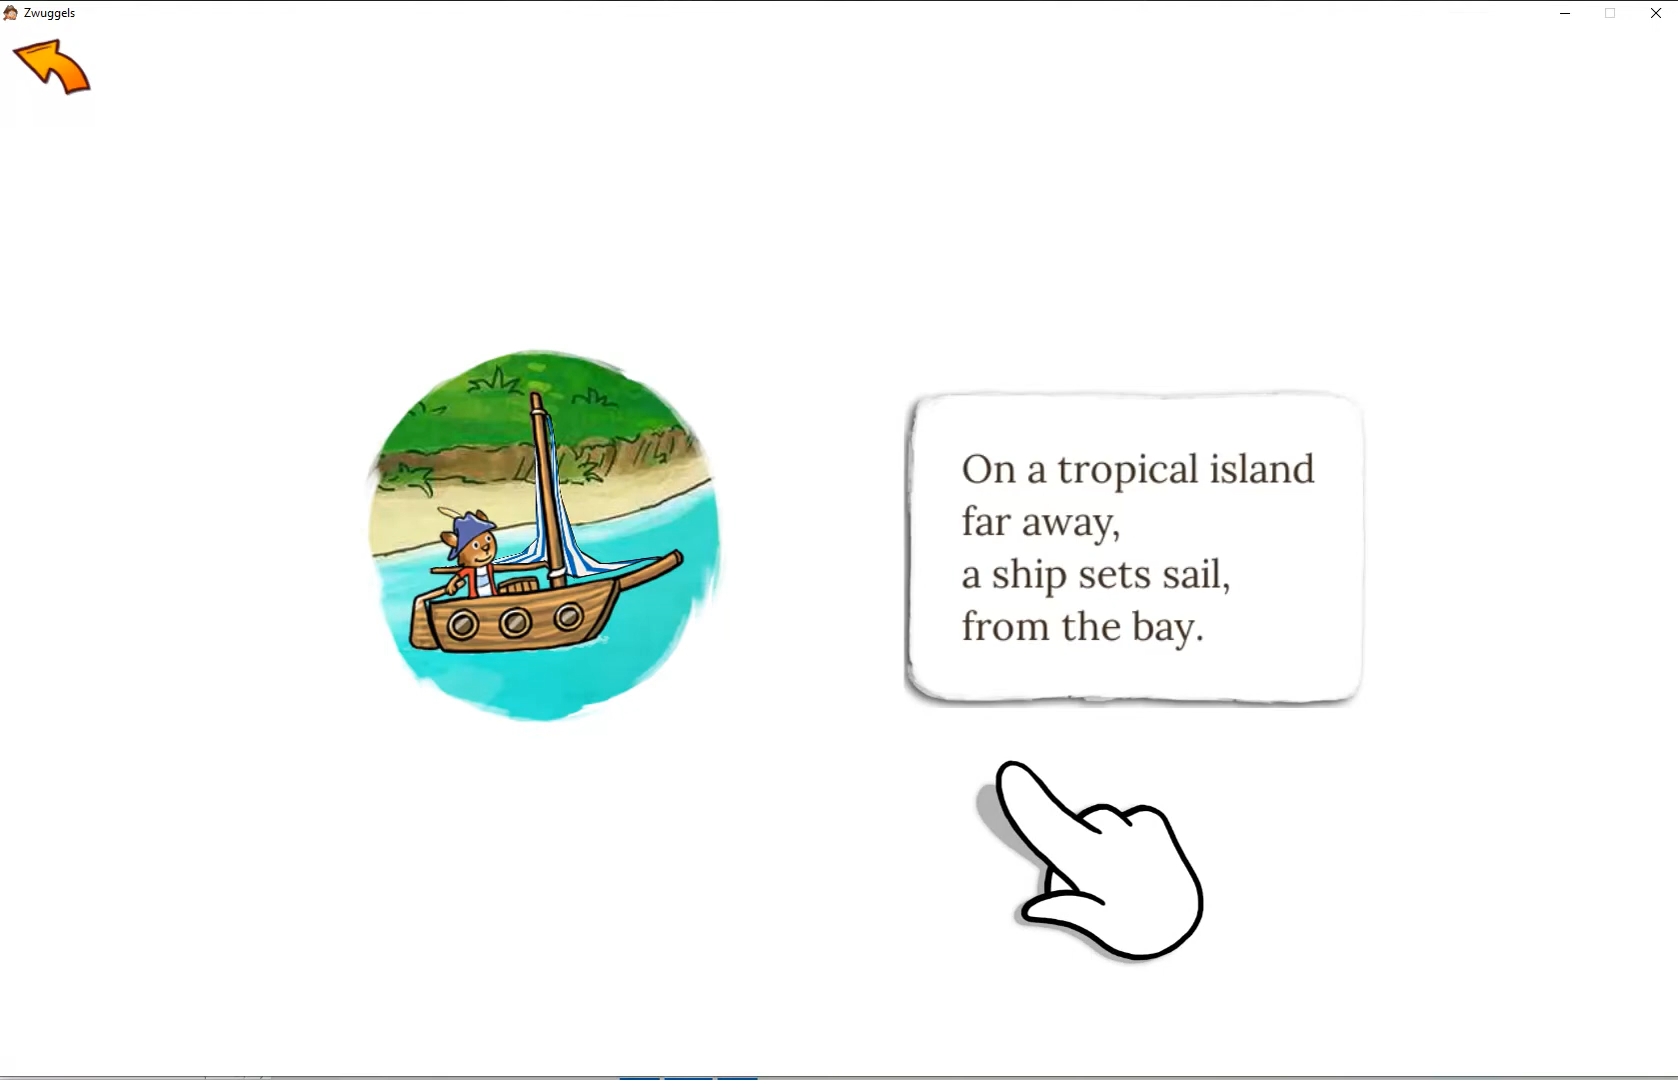 Zwuggels
On a tropical island
far away,
a ship sets sail,
from the bay.